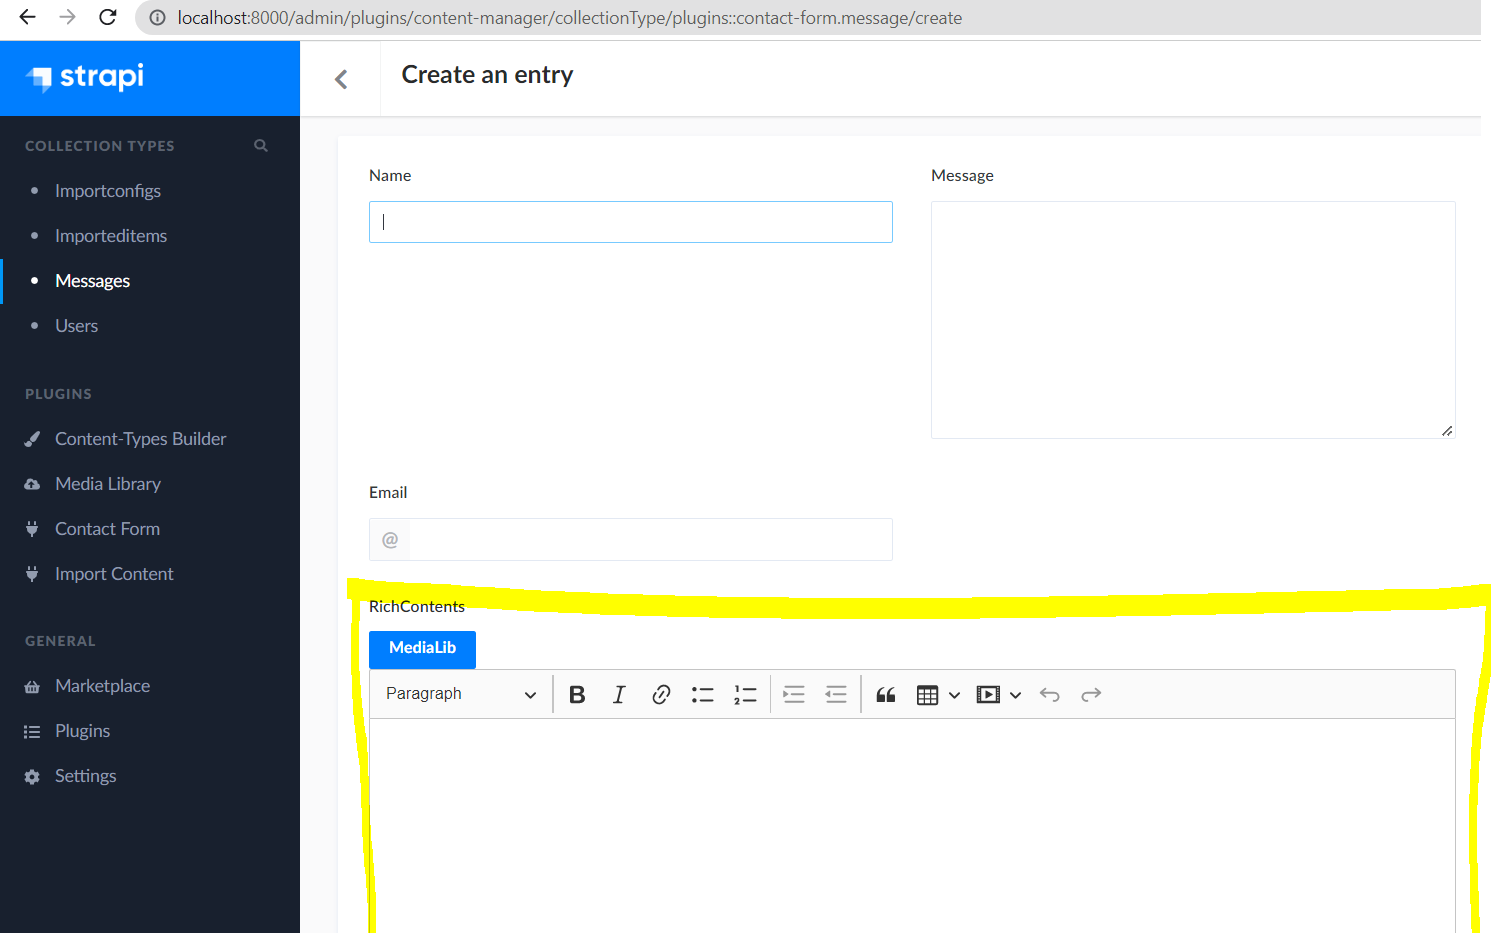 localhost:8000/admin/plugins/content-manager/collectionType/plugins::contact-form.message/create
strapi
Create an entry
COLLECTION TYPES
Importconfigs
Importeditems
Messages
Users
PLUGINS
Content-Types Builder
Media Library
Contact Form
Import Content
GENERAL
Marketplace
Plugins
Settings
Name
Message
Email
@
RichContents
MediaLib
Paragraph
B I